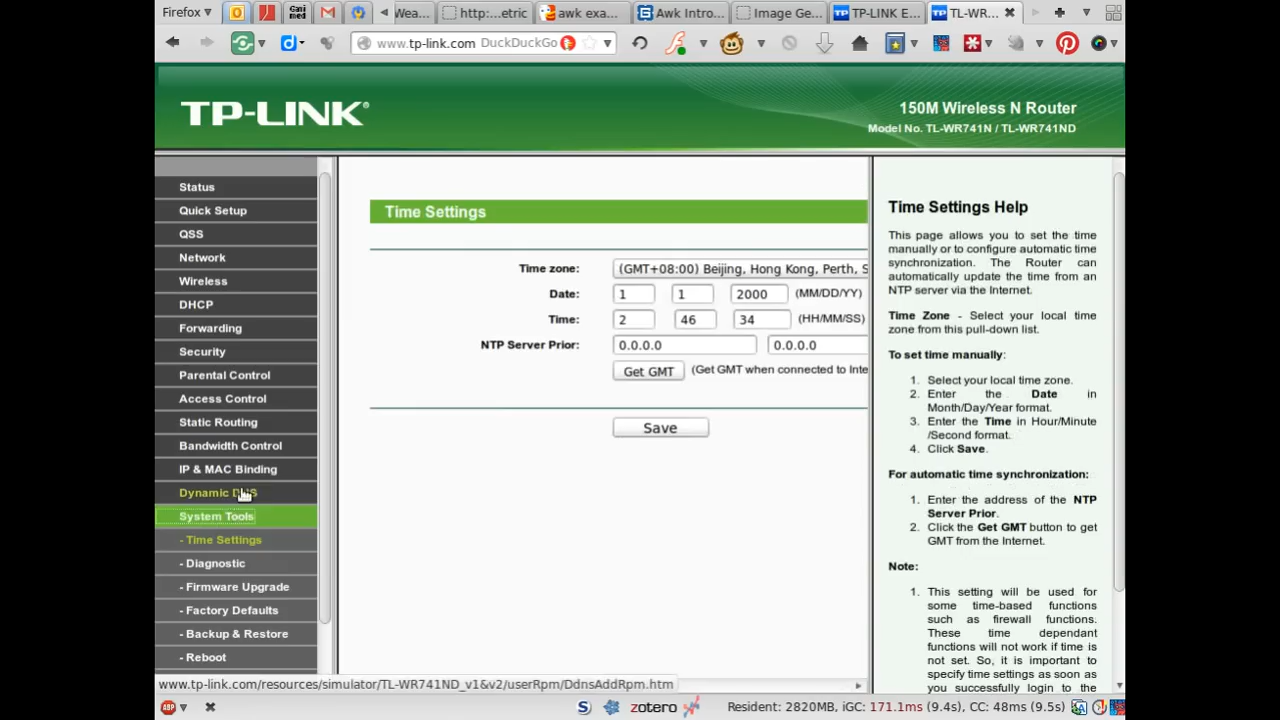 Firefox
Wea...
http:...etric
awk exa...
Awk Intro...
Image Ge...
TP-LINK E...
TL-WR...
www.tp-link.com
DuckDuckGo
TP-LINK®
150M Wireless N Router
Model No. TL-WR741N / TL-WR741ND
Status
Quick Setup
QSS
Network
Wireless
DHCP
Forwarding
Security
Parental Control
Access Control
Static Routing
Bandwidth Control
IP & MAC Binding
Dynamic
System Tools
- Time Settings
- Diagnostic
- Firmware Upgrade
- Factory Defaults
- Backup & Restore
- Reboot
Time Settings
Time zone:
(GMT+08:00) Beijing, Hong Kong, Perth, S
Date:
1 1 2000 (MM/DD/YY)
Time:
2 46 34 (HH/MM/SS)
NTP Server Prior:
0.0.0.0 0.0.0.0
Get GMT (Get GMT when connected to Inte
Save
Time Settings Help
This page allows you to set the time
manually or to configure automatic time
synchronization. The Router can
automatically update the time from an
NTP server via the Internet.
Time Zone - Select your local time
zone from this pull-down list.
To set time manually:
1. Select your local time zone.
2. Enter the Date in
Month/Day/Year format.
3. Enter the Time in Hour/Minute
/Second format.
4. Click Save.
For automatic time synchronization:
1. Enter the address of the NTP
Server Prior.
2. Click the Get GMT button to get
GMT from the Internet.
Note:
1. This setting will be used for
some time-based functions
such as firewall functions.
These time dependant
functions will not work if time is
not set. So, it is important to
specify time settings as soon as
you successfully login to the
www.tp-link.com/resources/simulator/TL-WR741ND_v1&v2/userRpm/DdnsAddRpm.htm
ABP
S
zotero
Resident: 2820MB, iGC: 171.1ms (9.4s), CC: 48ms (9.5s)